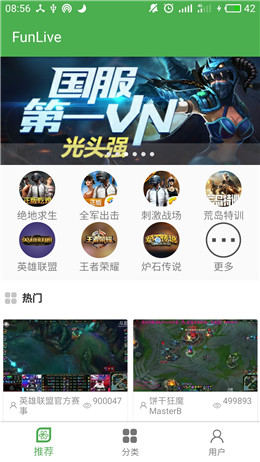 08:56
42
FunLive
国服
第一VN
光头强
绝地求生
全军出击
刺激战场
荒岛特训
英雄联盟
王者荣耀
炉石传说
更多
热门
英雄联盟官方赛事
900047
饼干狂魔MasterB
499893
推荐
分类
用户